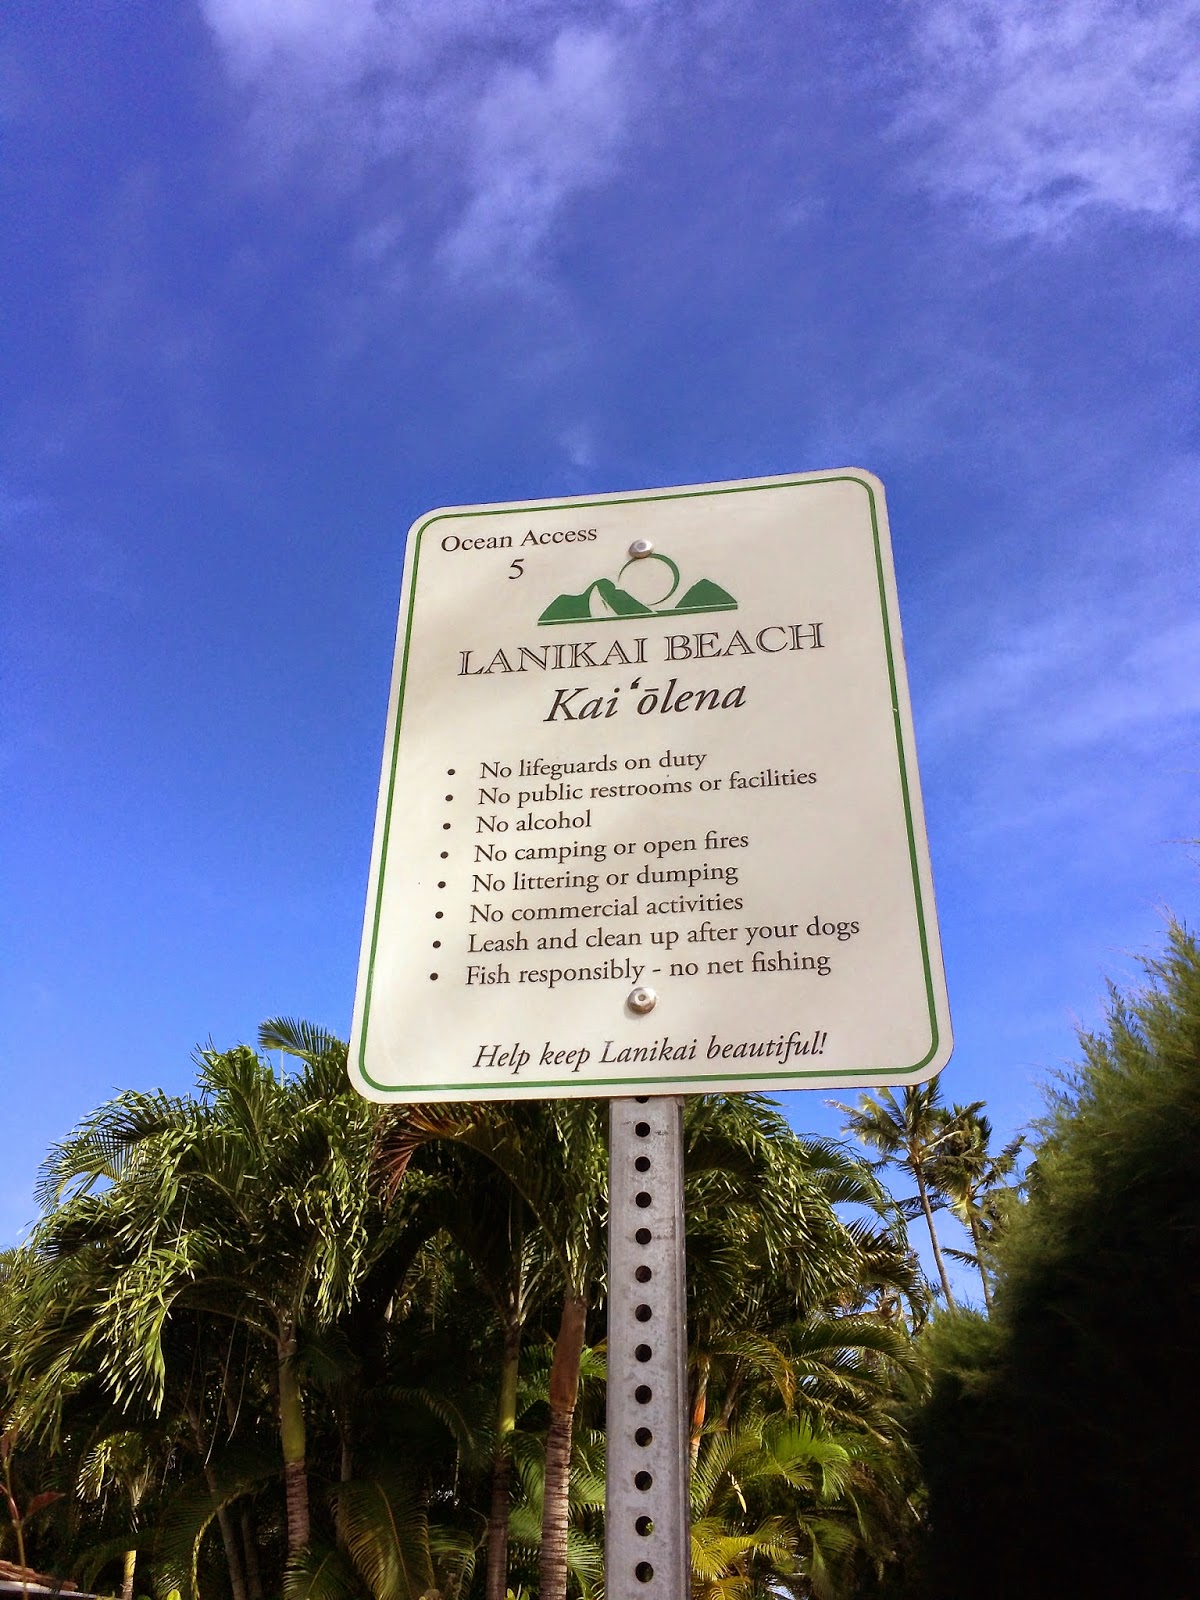 Ocean Access
5
LANIKAI BEACH
Kai ʻōlena
• No lifeguards on duty
• No public restrooms or facilities
• No alcohol
• No camping or open fires
• No littering or dumping
• No commercial activities
• Leash and clean up after your dogs
• Fish responsibly - no net fishing
Help keep Lanikai beautiful!